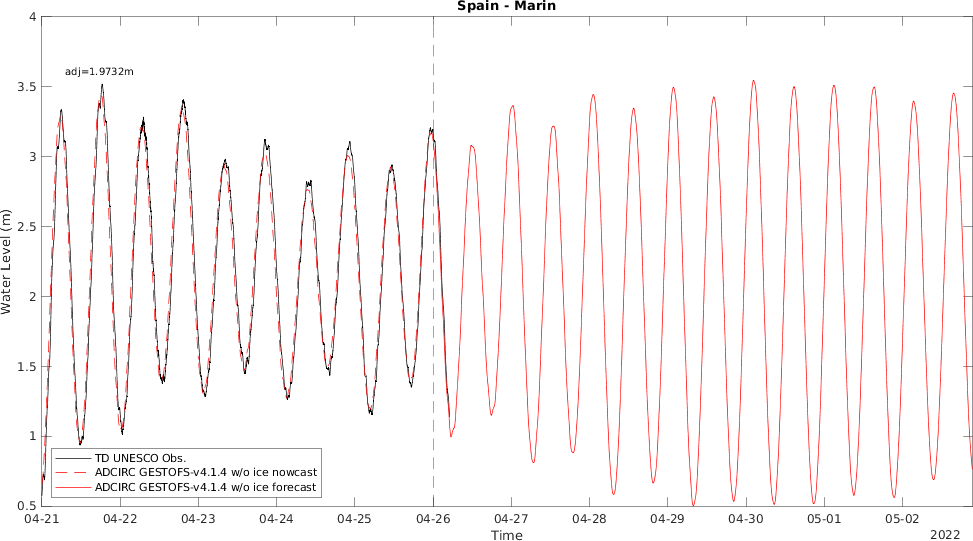 Spain - Marin
adj=1.9732m
4
3.5
3
2.5
2
1.5
1
0.5
Water Level (m)
TD UNESCO Obs.
ADCIRC GESTOFS-v4.1.4 w/o ice nowcast
ADCIRC GESTOFS-v4.1.4 w/o ice forecast
04-21 04-22 04-23 04-24 04-25 04-26 04-27 04-28 04-29 04-30 05-01 05-02
Time
2022